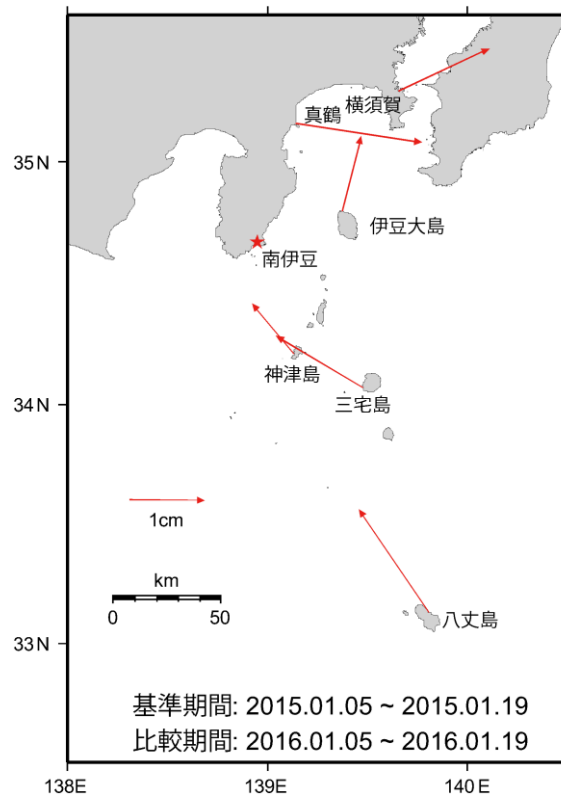 横須賀
真鶴
35N
伊豆大島
南伊豆
神津島
三宅島
34N
1cm
km
0 50
八丈島
33N
基準期間: 2015.01.05 ~ 2015.01.19
比較期間: 2016.01.05 ~ 2016.01.19
138E 139E 140E